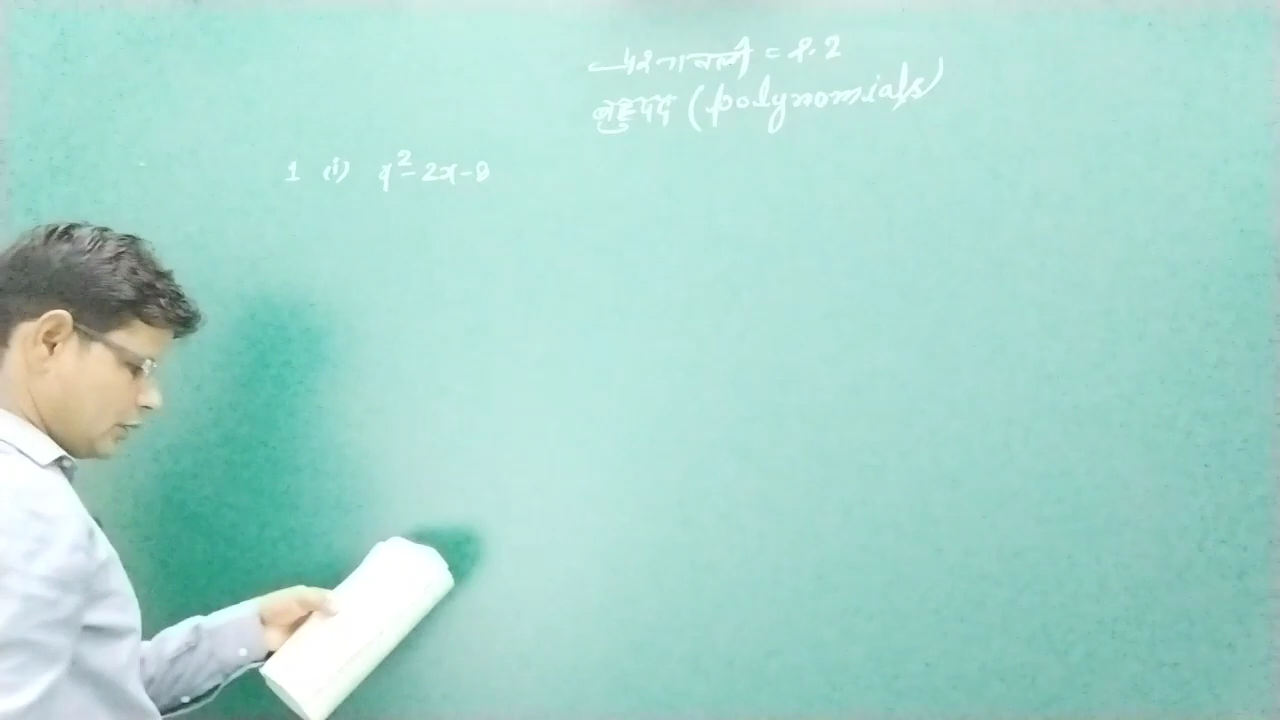 प्रश्नावली = 2.2
बहुपद (polynomials)
1 (i) x²-2x-8